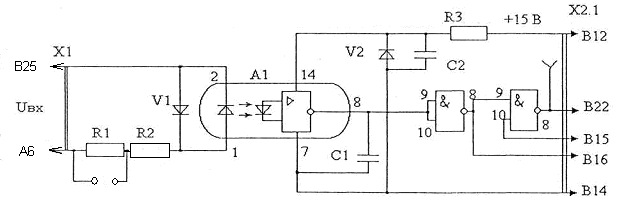 X1
B25
Uвх
A6
R1
R2
V1
2
1
A1
14
8
7
C1
V2
C2
R3
+15 В
9
10
&
8
9
10
&
8
X2.1
B12
B22
B15
B16
B14